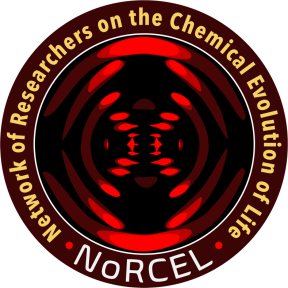 Network of Researchers on the Chemical Evolution of Life
• NoRCEL •